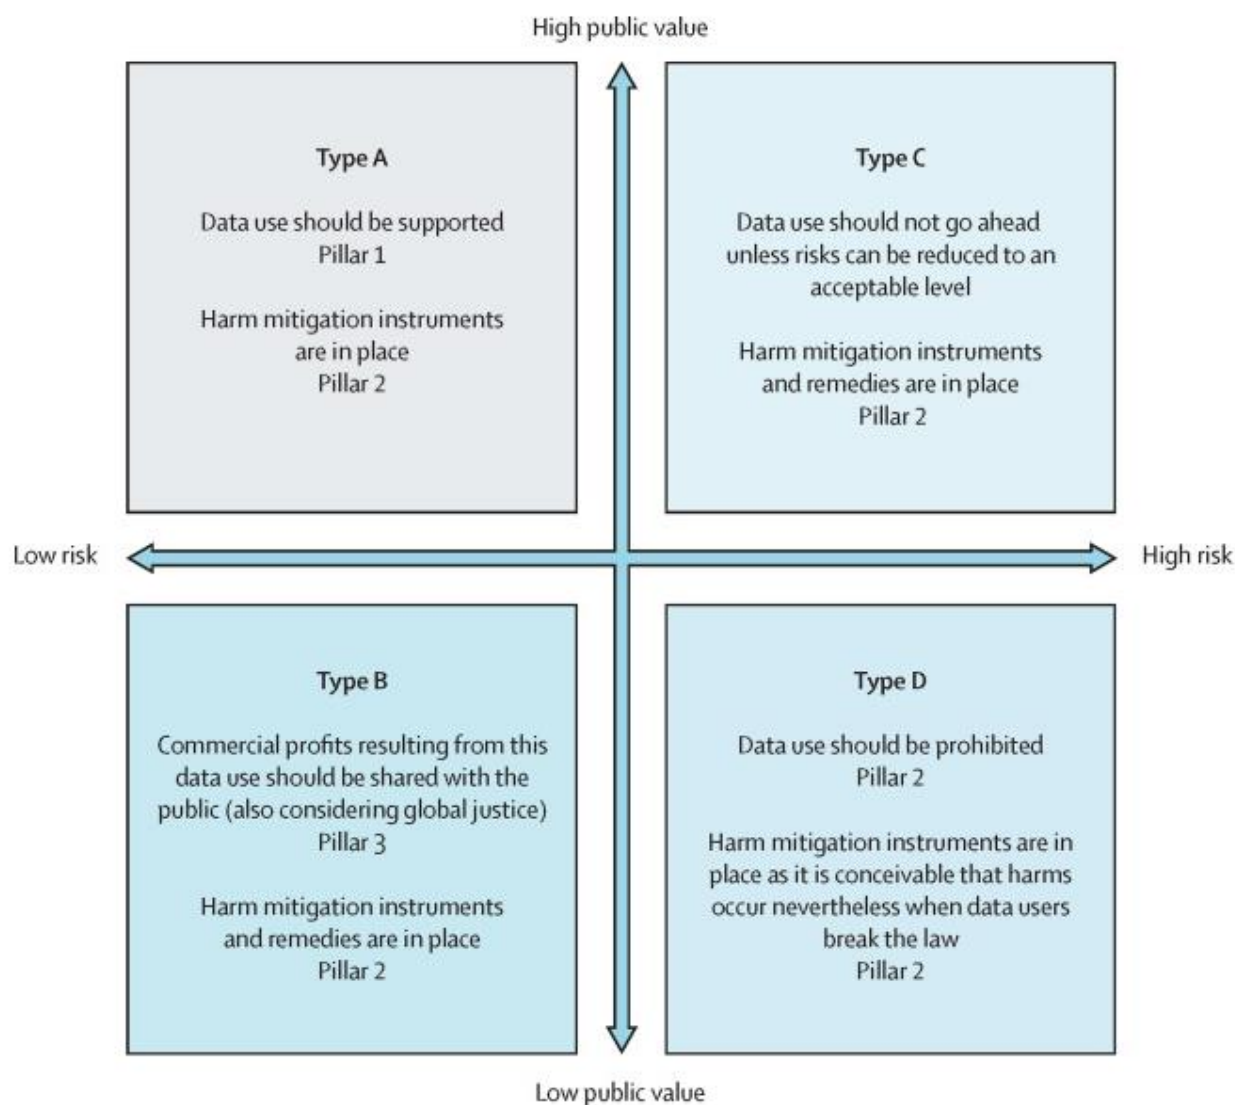 High public value
Type A
Data use should be supported
Pillar 1
Harm mitigation instruments
are in place
Pillar 2
Type C
Data use should not go ahead
unless risks can be reduced to an
acceptable level
Harm mitigation instruments
and remedies are in place
Pillar 2
Low risk
High risk
Type B
Commercial profits resulting from this
data use should be shared with the
public (also considering global justice)
Pillar 3
Harm mitigation instruments
and remedies are in place
Pillar 2
Type D
Data use should be prohibited
Pillar 2
Harm mitigation instruments are in
place as it is conceivable that harms
occur nevertheless when data users
break the law
Pillar 2
Low public value